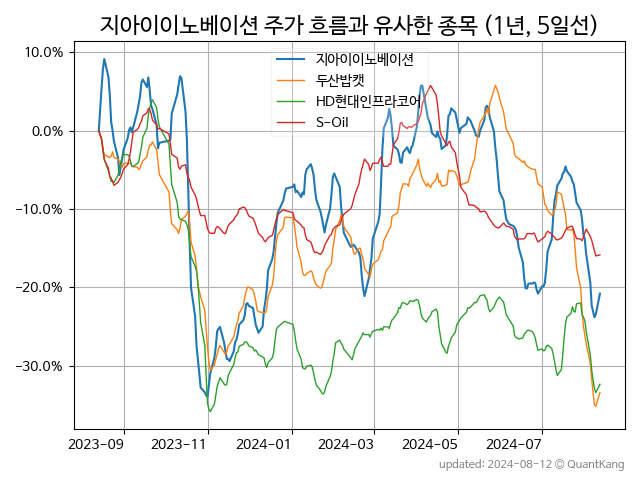 지아이이노베이션 주가 흐름과 유사한 종목 (1년, 5일선)
10.0%
0.0%
−10.0%
−20.0%
−30.0%
지아이이노베이션
두산밥캣
HD현대인프라코어
S-Oil
2023-09 2023-11 2024-01 2024-03 2024-05 2024-07
updated: 2024-08-12 © QuantKang